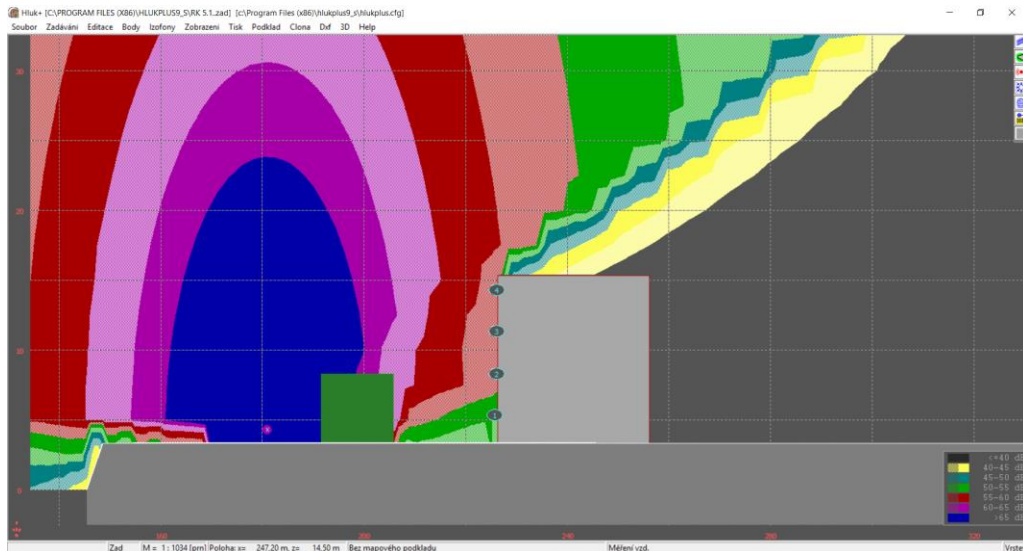 Hluk+ [C:\PROGRAM FILES (X86)\HLUKPLUS9_S\RK 5.1..zad] [c:\Program Files (x86)\hlukplus9_s\hlukplus.cfg]
Soubor Zadáváni Editace Body Izofony Zobrazeni Tisk Podklad Clona Dxf 3D Help
30
20
4
3
10
2
1
0
<=40 dB
40-45 dB
45-50 dB
50-55 dB
55-60 dB
60-65 dB
>65 dB
160
200
240
280
320
Zad M = 1: 1034 [prn] Poloha: x= 247.20 m, z= 14.50 m Bez mapového podkladu Měření vzd. Vrste